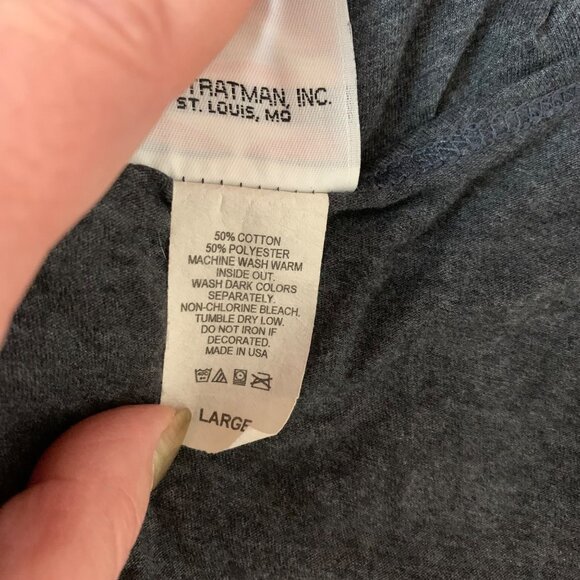 TRATMAN, INC.
ST. LOUIS, MO
50% COTTON
50% POLYESTER
MACHINE WASH WARM
INSIDE OUT.
WASH DARK COLORS
SEPARATELY.
NON-CHLORINE BLEACH.
TUMBLE DRY LOW.
DO NOT IRON IF
DECORATED.
MADE IN USA
LARGE